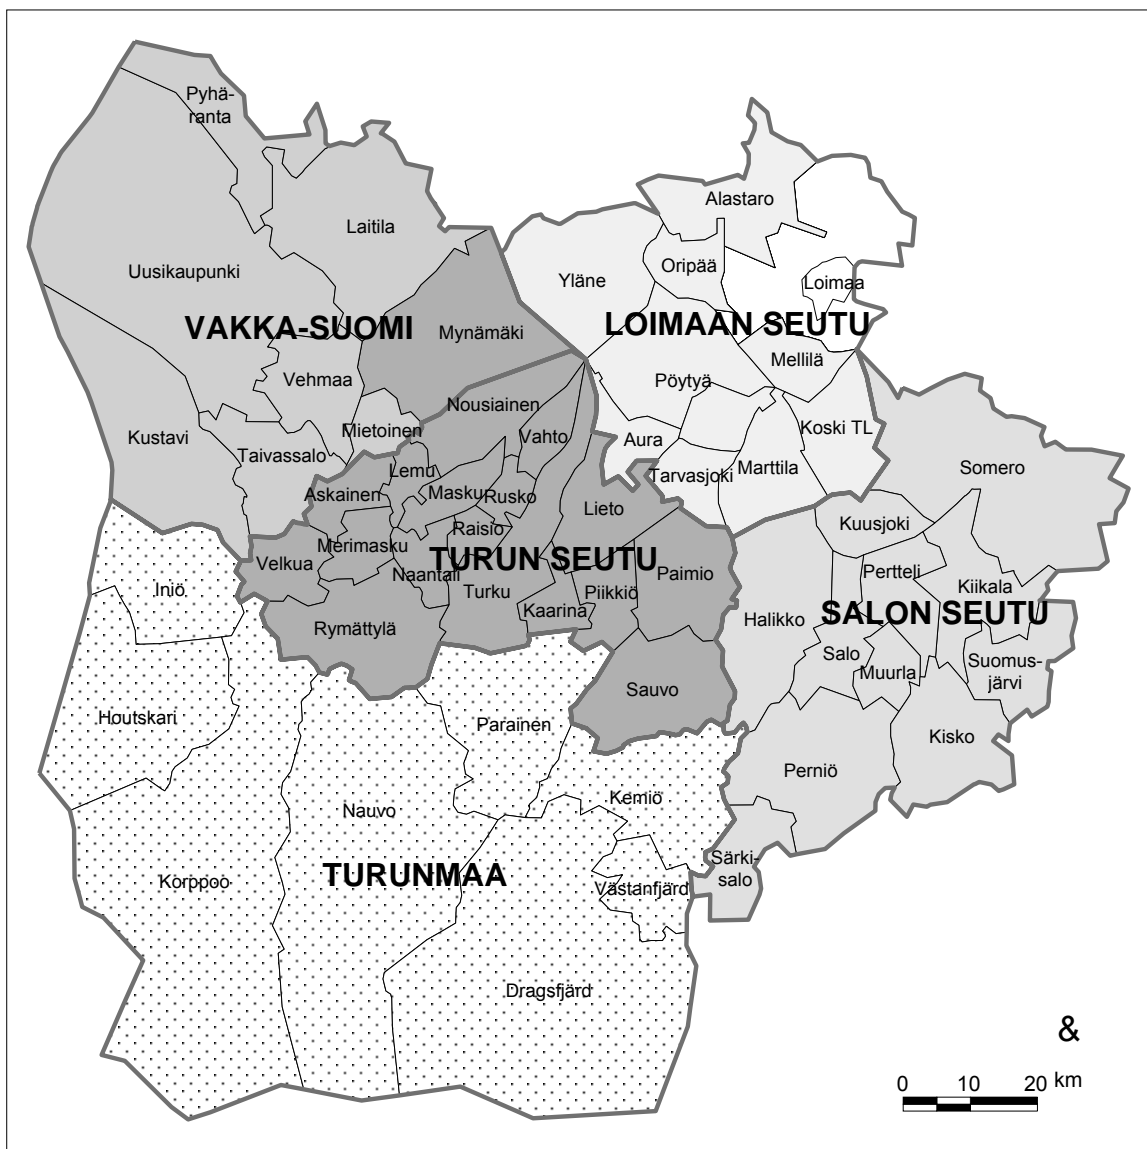 Pyhä-
ranta
Alastaro
Laitila
Oripää
Uusikaupunki
Yläne
Loimaa
VAKKA-SUOMI
Mynämäki
LOIMAAN SEUTU
Mellilä
Vehmaa
Pöytyä
Nousiainen
Kustavi
Mietoinen
Vahto
Aura
Koski TL
Taivassalo
Lemu
Tarvasjoki
Marttila
Somero
Askainen
Masku
Rusko
Lieto
Raisio
Kuusjoki
Merimasku
Velkua
TURUN SEUTU
Naantali
Paimio
Pertteli
Iniö
Turku
Piikkiö
Kiikala
Kaarina
Halikko
SALON SEUTU
Rymättylä
Salo
Suomus-
järvi
Muurla
Sauvo
Houtskari
Parainen
Kisko
Perniö
Nauvo
Kemiö
Särki-
salo
Korppoo
TURUNMAA
Västanfjärd
Dragsfjärd
&
0 10 20 km